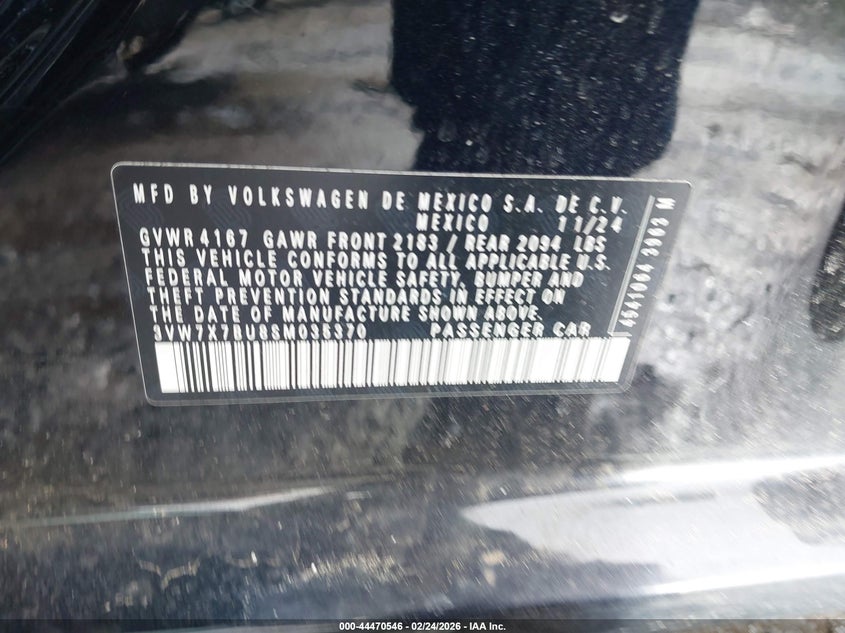 MFD BY VOLKSWAGEN DE MEXICO S.A. DE C.V.
MEXICO 11/24
GVWR 4167 GAWR FRONT 2183 / REAR 2094 LBS
THIS VEHICLE CONFORMS TO ALL APPLICABLE U.S.
FEDERAL MOTOR VEHICLE SAFETY, BUMPER AND
THEFT PREVENTION STANDARDS IN EFFECT ON
THE DATE OF MANUFACTURE SHOWN ABOVE.
3VW7X7BU8SM035370 PASSENGER CAR
4541064 3963 M
000-44470546 - 02/24/2026 - IAA Inc.